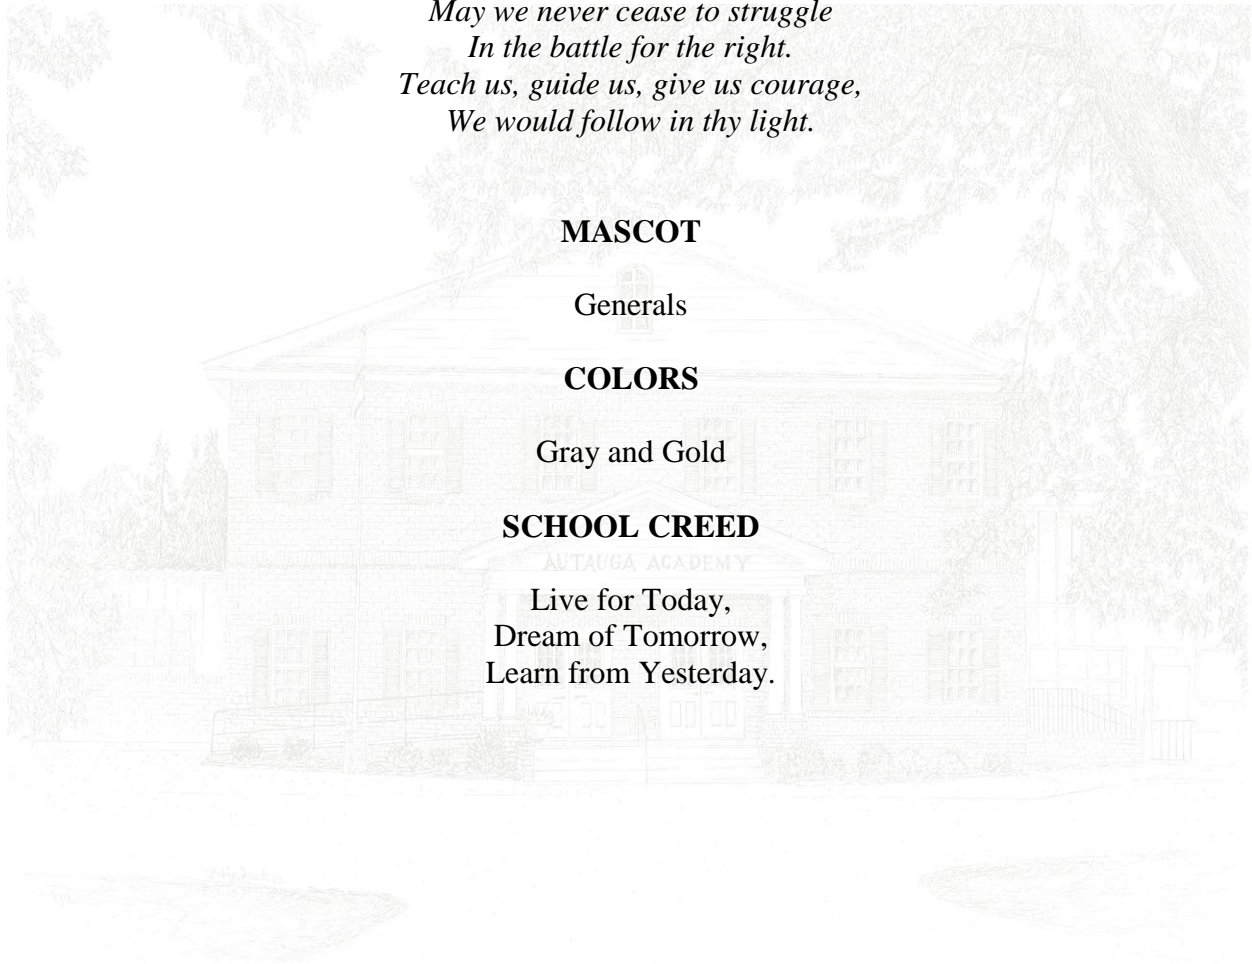 May we never cease to struggle
In the battle for the right.
Teach us, guide us, give us courage,
We would follow in thy light.
MASCOT
Generals
COLORS
Gray and Gold
SCHOOL CREED
AUTAUGA ACADEMY
Live for Today,
Dream of Tomorrow,
Learn from Yesterday.